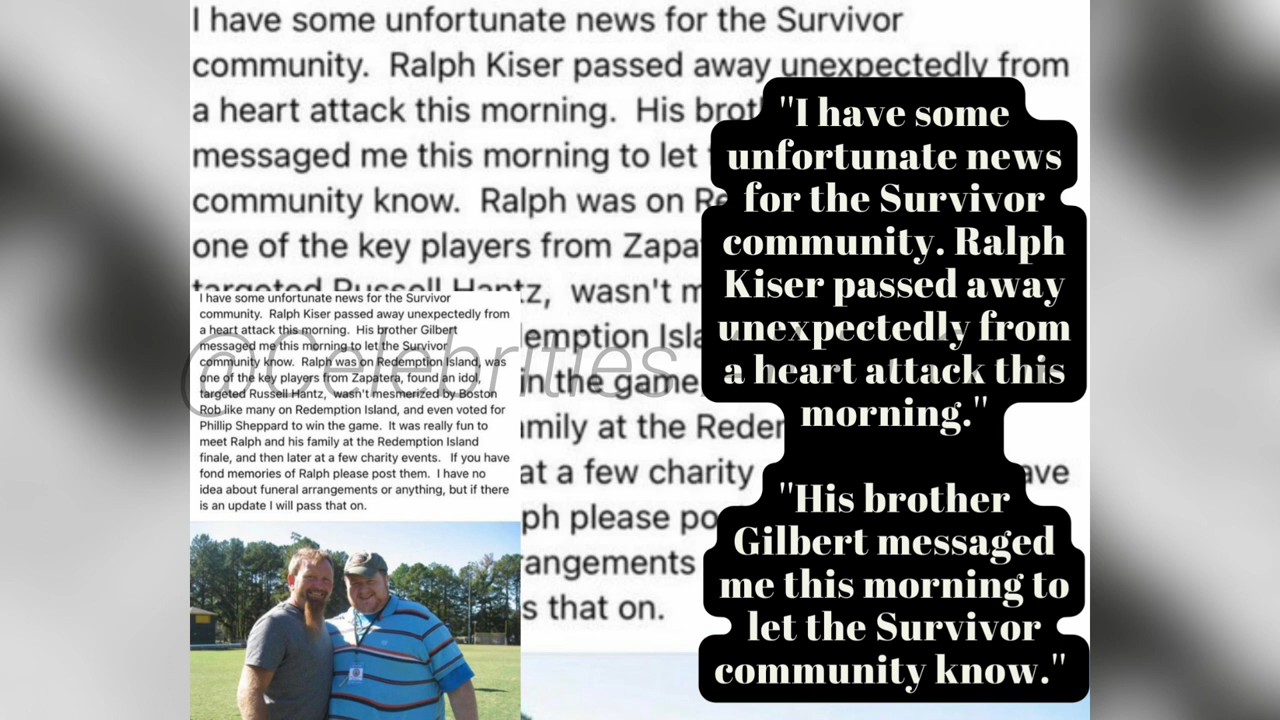 I have some unfortunate news for the Survivor
community.  Ralph Kiser passed away unexpectedly from
a heart attack this morning.  His brot
messaged me this morning to let
community know.  Ralph was on Re
one of the key players from Zapa
targeted Russell Hantz,  wasn't m
demption Isla
in the game
mily at the Reder
at a few charity
ave
ph please po
rangements
s that on.
I have some unfortunate news for the Survivor
community.  Ralph Kiser passed away unexpectedly from
a heart attack this morning.  His brother Gilbert
messaged me this morning to let the Survivor
community know.  Ralph was on Redemption Island, was
one of the key players from Zapatera, found an idol,
targeted Russell Hantz,  wasn't mesmerized by Boston
Rob like many on Redemption Island, and even voted for
Phillip Sheppard to win the game.  It was really fun to
meet Ralph and his family at the Redemption Island
finale, and then later at a few charity events.   If you have
fond memories of Ralph please post them.  I have no
idea about funeral arrangements or anything, but if there
is an update I will pass that on.
@Celebrities
"I have some
unfortunate news
for the Survivor
community. Ralph
Kiser passed away
unexpectedly from
a heart attack this
morning."
"His brother
Gilbert messaged
me this morning to
let the Survivor
community know."